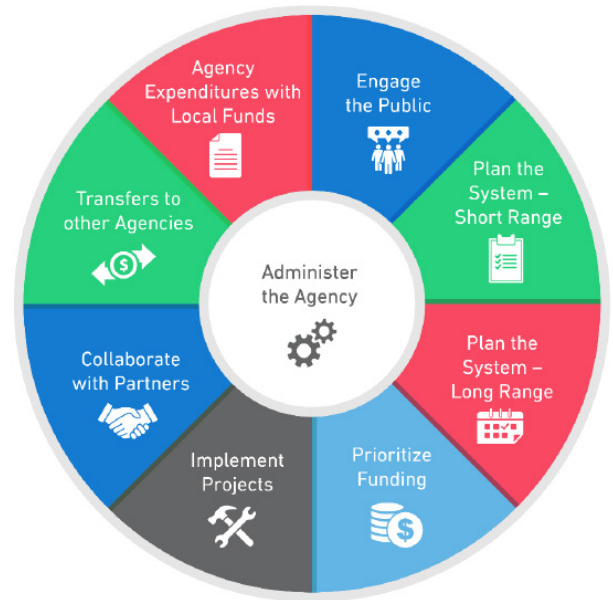 Agency
Expenditures with
Local Funds
Engage
the Public
Plan the
System –
Short Range
Plan the
System –
Long Range
Prioritize
Funding
Implement
Projects
Collaborate
with Partners
Transfers to
other Agencies
Administer
the Agency
$
$